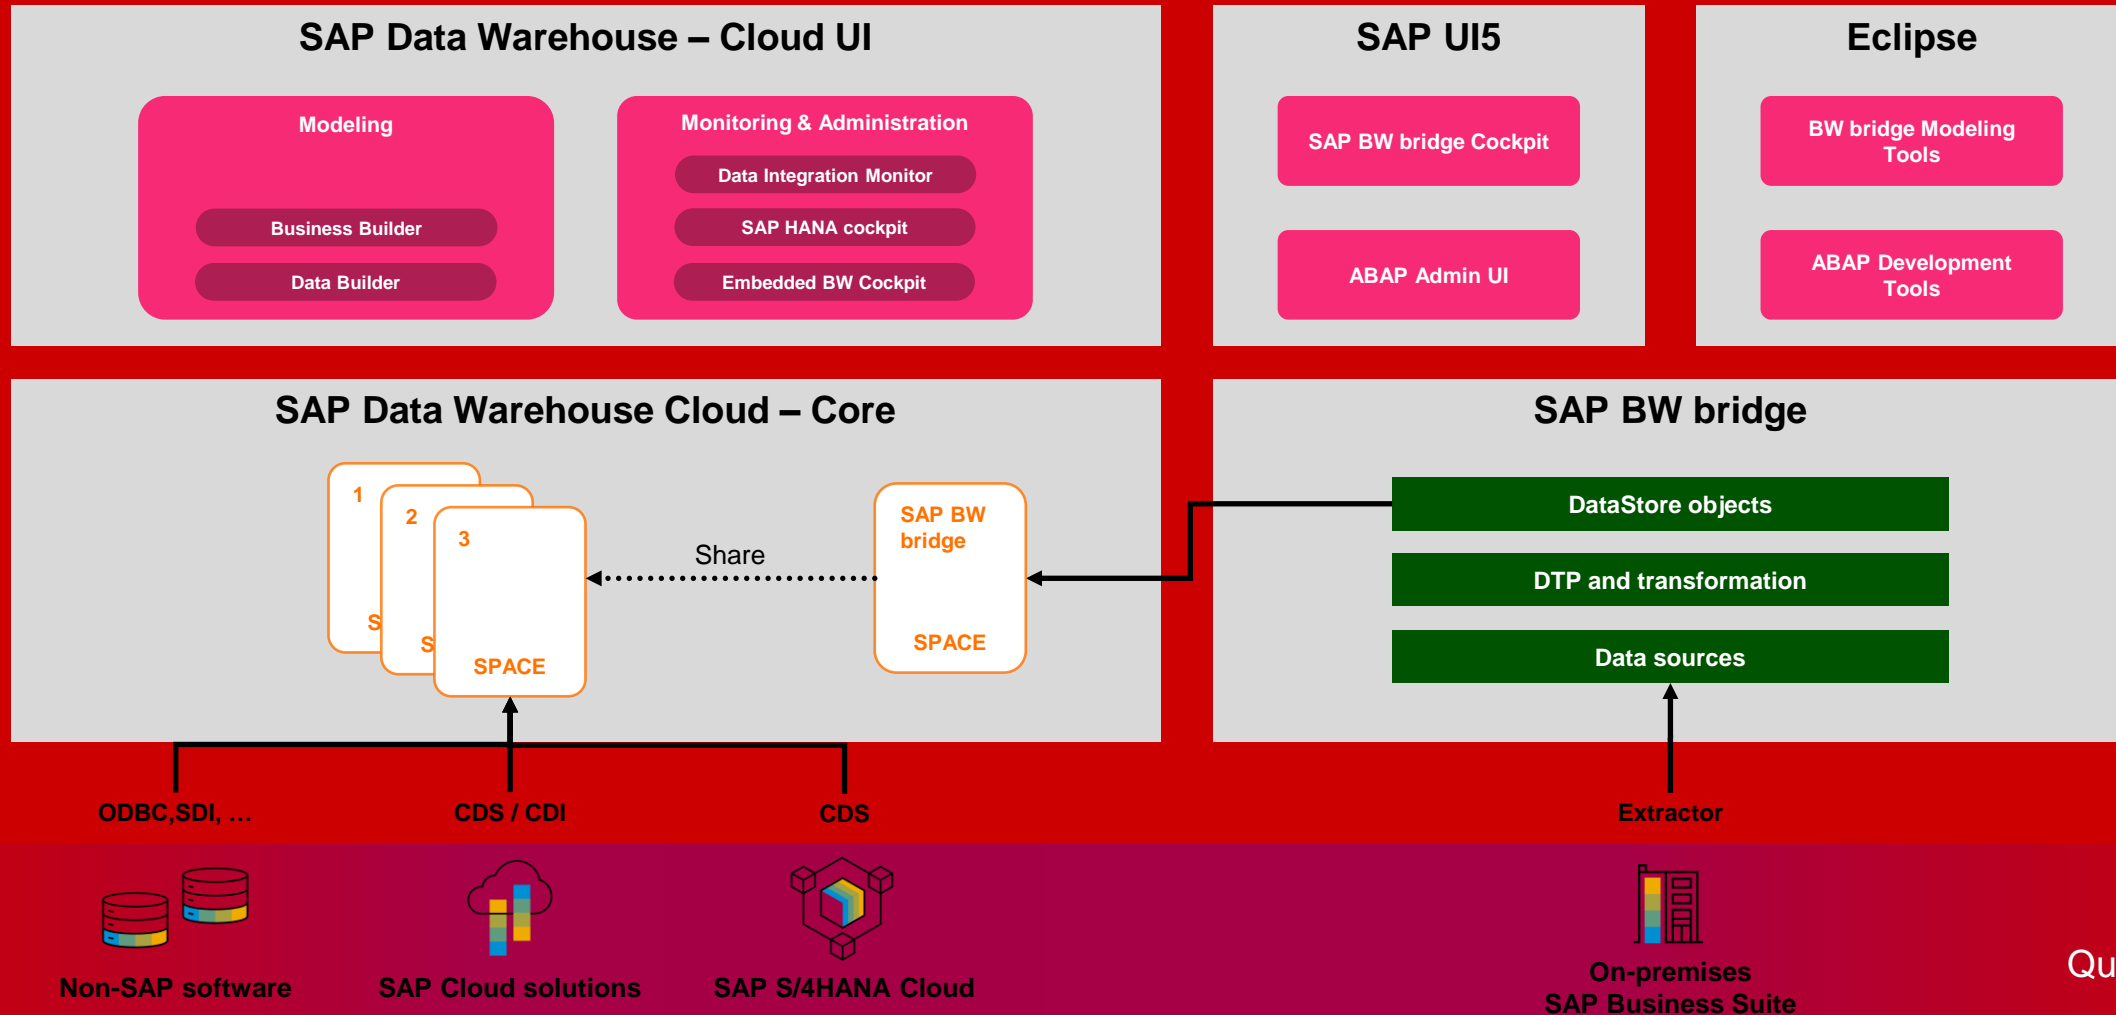 SAP Data Warehouse – Cloud UI
Modeling
Business Builder
Data Builder
Monitoring & Administration
Data Integration Monitor
SAP HANA cockpit
Embedded BW Cockpit
SAP UI5
SAP BW bridge Cockpit
ABAP Admin UI
Eclipse
BW bridge Modeling
Tools
ABAP Development
Tools
SAP Data Warehouse Cloud – Core
1
S
2
S
3
SPACE
Share
SAP BW
bridge
SPACE
SAP BW bridge
DataStore objects
DTP and transformation
Data sources
ODBC,SDI, …
CDS / CDI
CDS
Extractor
Non-SAP software
SAP Cloud solutions
SAP S/4HANA Cloud
On-premises
SAP Business Suite
Qu